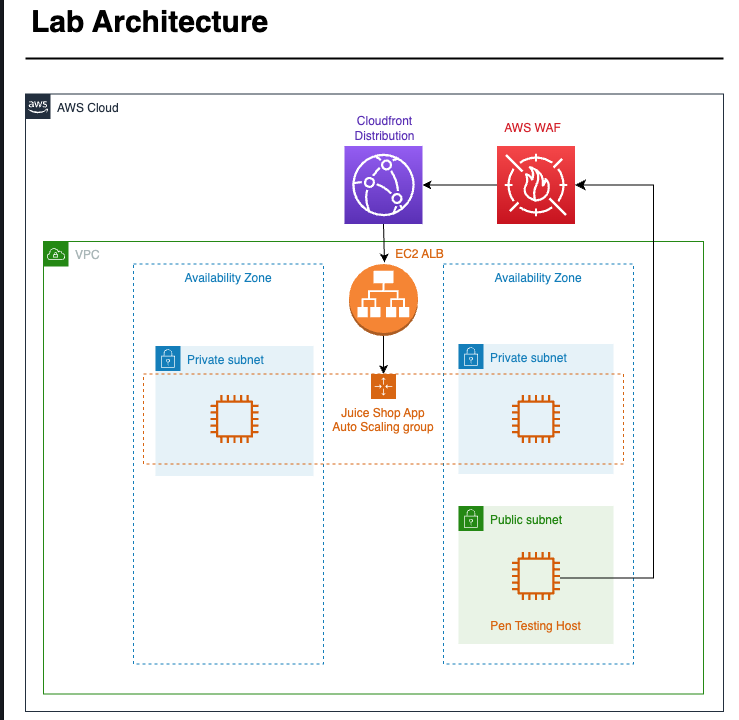 Lab Architecture
aws
AWS Cloud
Cloudfront
Distribution
AWS WAF
VPC
EC2 ALB
Availability Zone
Availability Zone
Private subnet
Private subnet
Juice Shop App
Auto Scaling group
Public subnet
Pen Testing Host